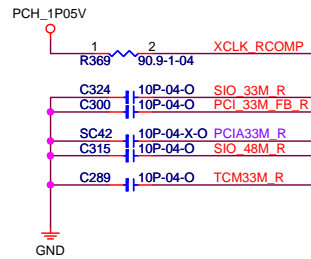 PCH_1P05V
1 2 XCLK_RCOMP
R369 90.9-1-04
C324 10P-04-O SIO_33M_R
C300 10P-04-O PCI_33M_FB_R
SC42 10P-04-X-O PCIA33M_R
C315 10P-04-O SIO_48M_R
C289 10P-04-O TCM33M_R
GND